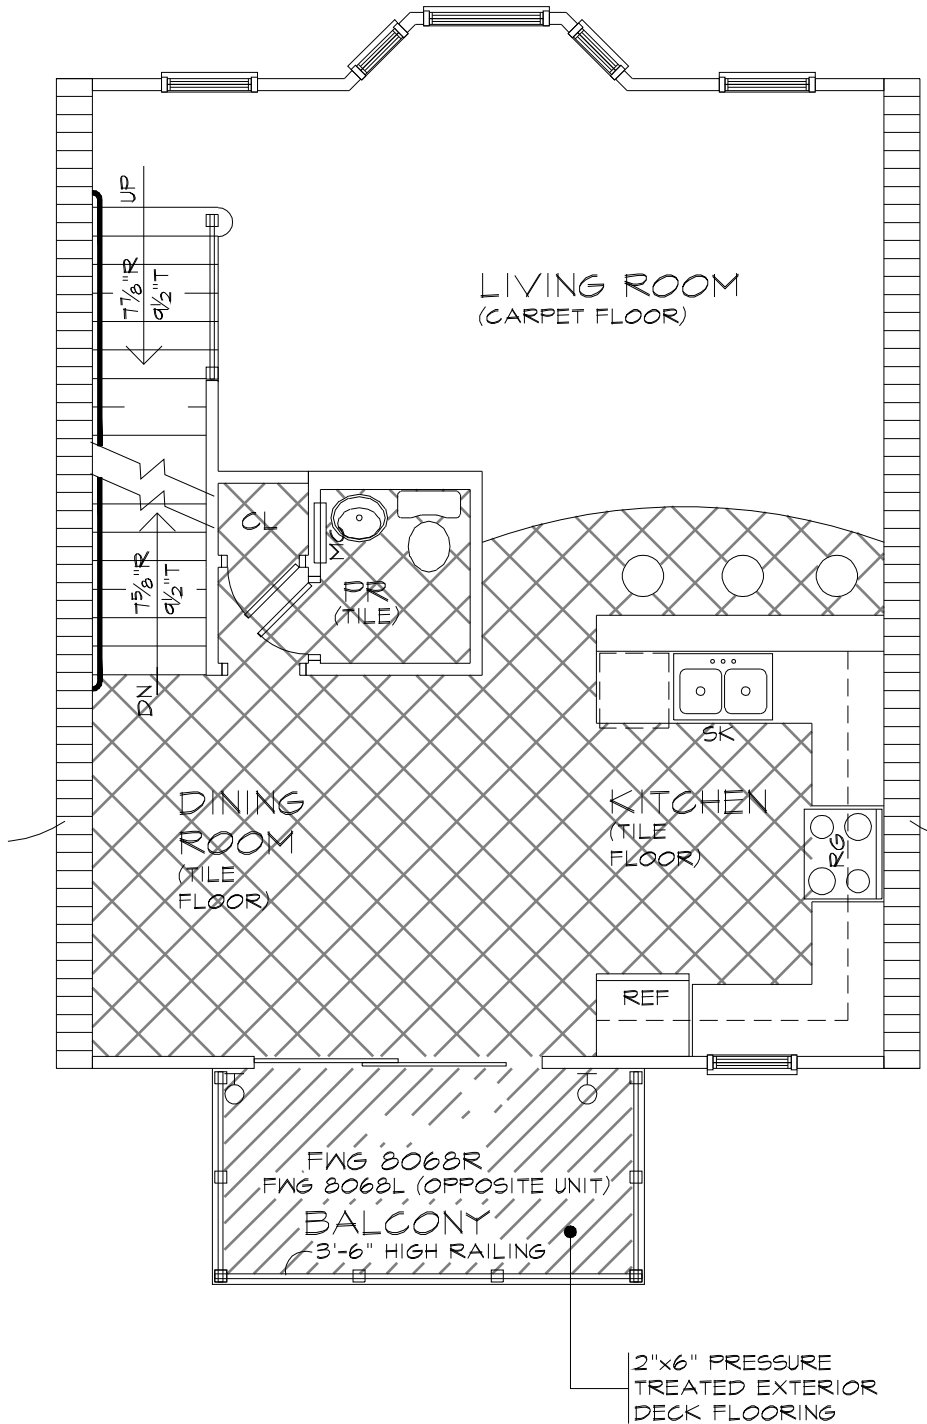 UP
7 7/8"R
9 1/2"T
LIVING ROOM
(CARPET FLOOR)
CL
MC
PR
(TILE)
7 5/8"R
9 1/2"T
DN
SK
DINING
ROOM
(TILE
FLOOR)
KITCHEN
(TILE
FLOOR)
RG
REF
FWG 8068R
FWG 8068L (OPPOSITE UNIT)
BALCONY
3'-6" HIGH RAILING
2"x6" PRESSURE
TREATED EXTERIOR
DECK FLOORING